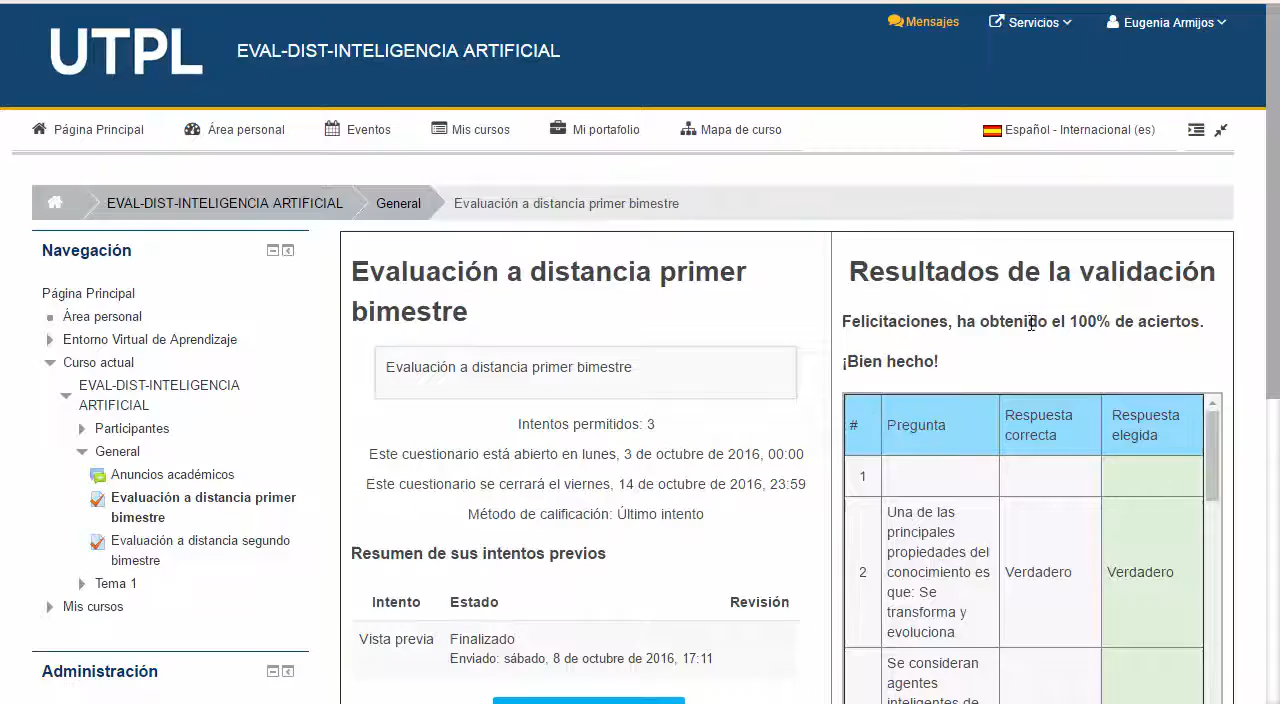 UTPL
EVAL-DIST-INTELIGENCIA ARTIFICIAL
Mensajes
Servicios
Eugenia Armijos
Página Principal
Área personal
Eventos
Mis cursos
Mi portafolio
Mapa de curso
Español - Internacional (es)
EVAL-DIST-INTELIGENCIA ARTIFICIAL
General
Evaluación a distancia primer bimestre
Navegación
Página Principal
Área personal
Entorno Virtual de Aprendizaje
Curso actual
EVAL-DIST-INTELIGENCIA
ARTIFICIAL
Participantes
General
Anuncios académicos
Evaluación a distancia primer
bimestre
Evaluación a distancia segundo
bimestre
Tema 1
Mis cursos
Administración
Evaluación a distancia primer
bimestre
Evaluación a distancia primer bimestre
Intentos permitidos: 3
Este cuestionario está abierto en lunes, 3 de octubre de 2016, 00:00
Este cuestionario se cerrará el viernes, 14 de octubre de 2016, 23:59
Método de calificación: Último intento
Resumen de sus intentos previos
Intento Estado Revisión
Vista previa Finalizado
Enviado: sábado, 8 de octubre de 2016, 17:11
Resultados de la validación
Felicitaciones, ha obtenido el 100% de aciertos.
¡Bien hecho!
# Pregunta Respuesta correcta Respuesta elegida
1
2
Una de las
principales
propiedades del
conocimiento es
que: Se
transforma y
evoluciona
Verdadero
Verdadero
Se consideran
agentes
inteligentes de